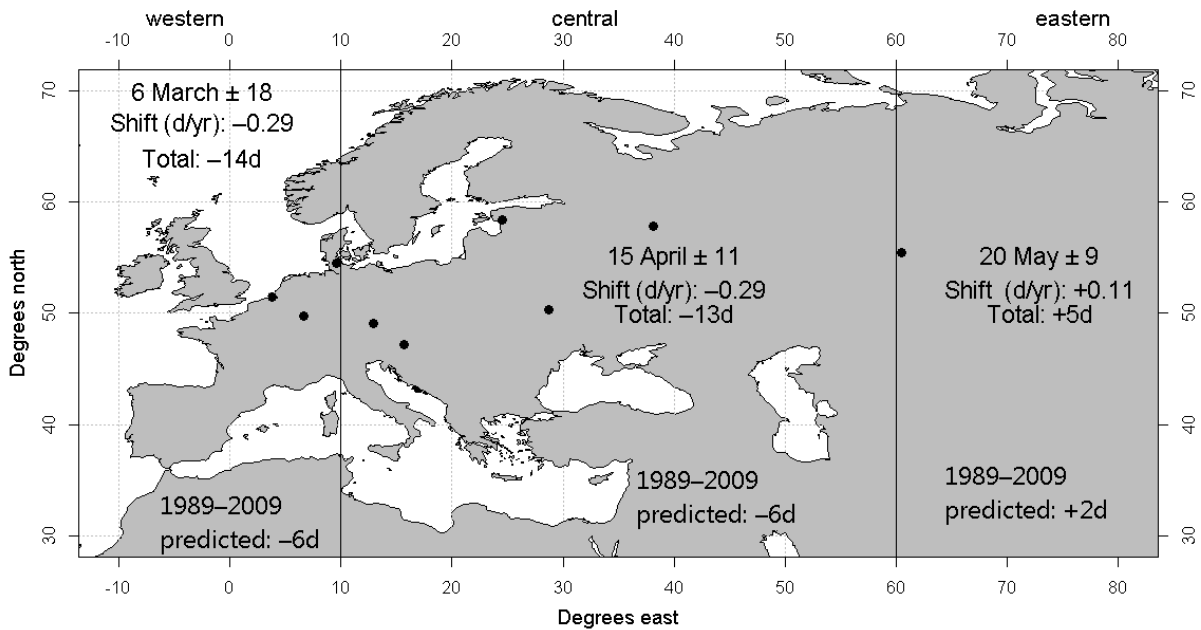 western central eastern
-10 0 10 20 30 40 50 60 70 80
6 March ± 18
Shift (d/yr): –0.29
Total: –14d
15 April ± 11
Shift (d/yr): –0.29
Total: –13d
20 May ± 9
Shift (d/yr): +0.11
Total: +5d
1989–2009
predicted: –6d
1989–2009
predicted: –6d
1989–2009
predicted: +2d
Degrees north
70
60
50
40
30
70
60
50
40
30
-10 0 10 20 30 40 50 60 70 80
Degrees east